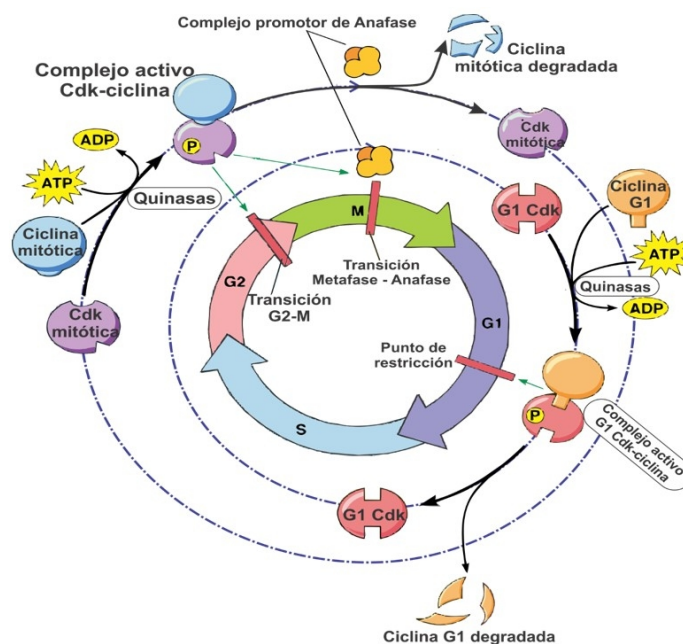 Complejo promotor de Anafase
Ciclina
mitótica degradada
Complejo activo
Cdk-ciclina
P
ADP
ATP
Quinasas
Ciclina
mitótica
Cdk
mitótica
Cdk
mitótica
G1 Cdk
Ciclina
G1
ATP
Quinasas
ADP
M
Transición
Metafase - Anafase
G2
Transición
G2-M
G1
Punto de
restricción
S
P
Complejo activo
G1 Cdk-ciclina
G1 Cdk
Ciclina G1 degradada